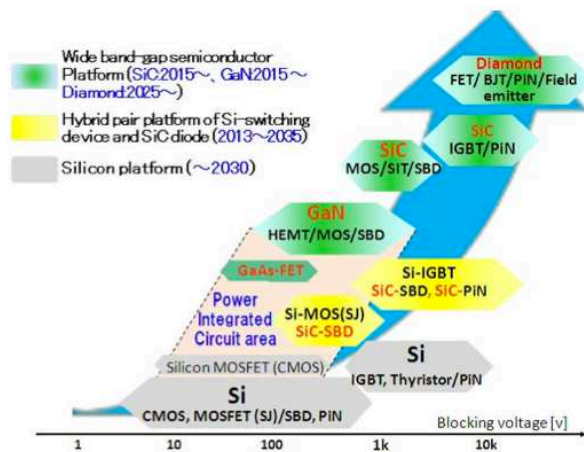 Wide band-gap semiconductor
Platform (SiC:2015～、GaN:2015～
Diamond:2025～)
Hybrid pair platform of Si-switching
device and SiC diode (2013～2035)
Silicon platform (～2030)
Diamond
FET/ BJT/PiN/Field
emitter
SiC
MOS/SIT/SBD
SiC
IGBT/PiN
GaN
HEMT/MOS/SBD
GaAs-FET
Si-IGBT
SiC-SBD, SiC-PiN
Power
Integrated
Circuit area
Si-MOS(SJ)
SiC-SBD
Silicon MOSFET (CMOS)
Si
IGBT, Thyristor/PiN
Si
CMOS, MOSFET (SJ)/SBD, PiN
Blocking voltage [v]
1 10 100 1k 10k